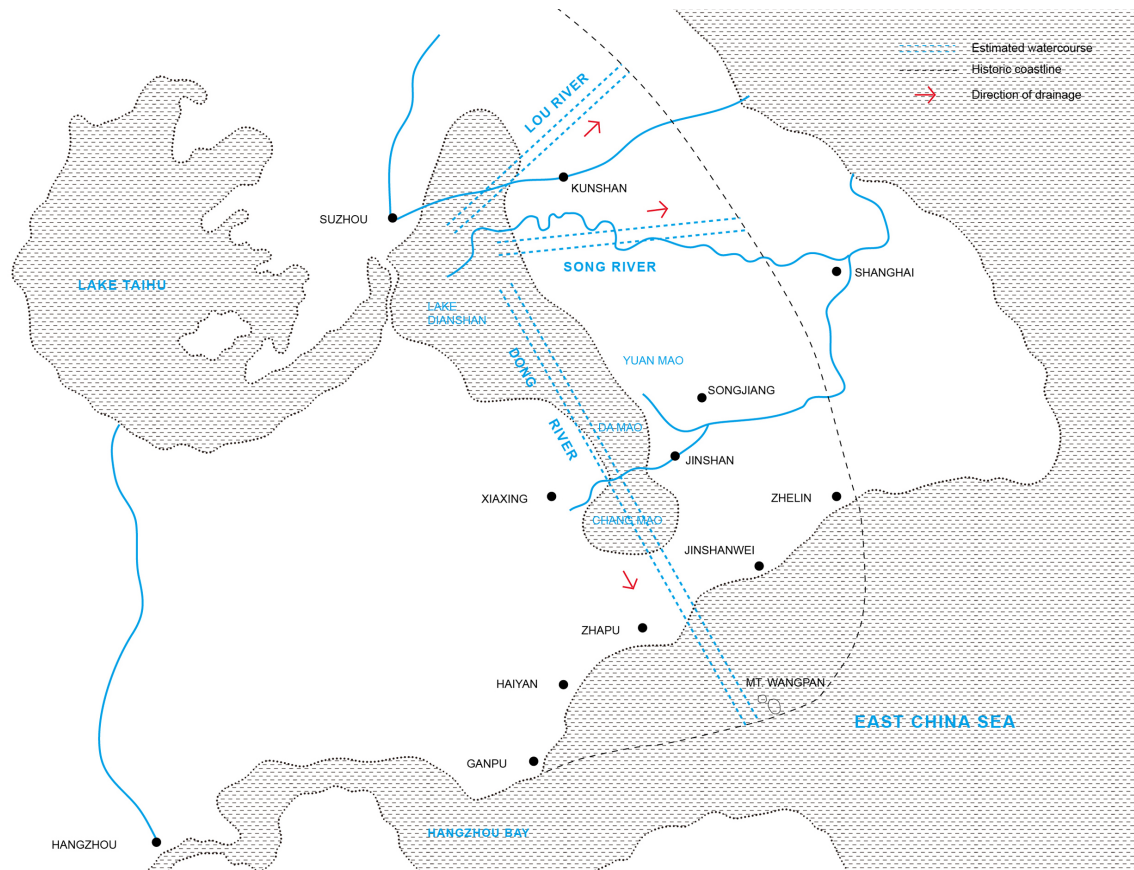 Estimated watercourse
Historic coastline
Direction of drainage
LOU RIVER
KUNSHAN
SUZHOU
SONG RIVER
SHANGHAI
LAKE TAIHU
LAKE
DIANSHAN
DONG
RIVER
YUAN MAO
SONGJIANG
DA MAO
JINSHAN
XIAXING
ZHELIN
CHANG MAO
JINSHANWEI
ZHAPU
HAIYAN
MT. WANGPAN
EAST CHINA SEA
GANPU
HANGZHOU BAY
HANGZHOU